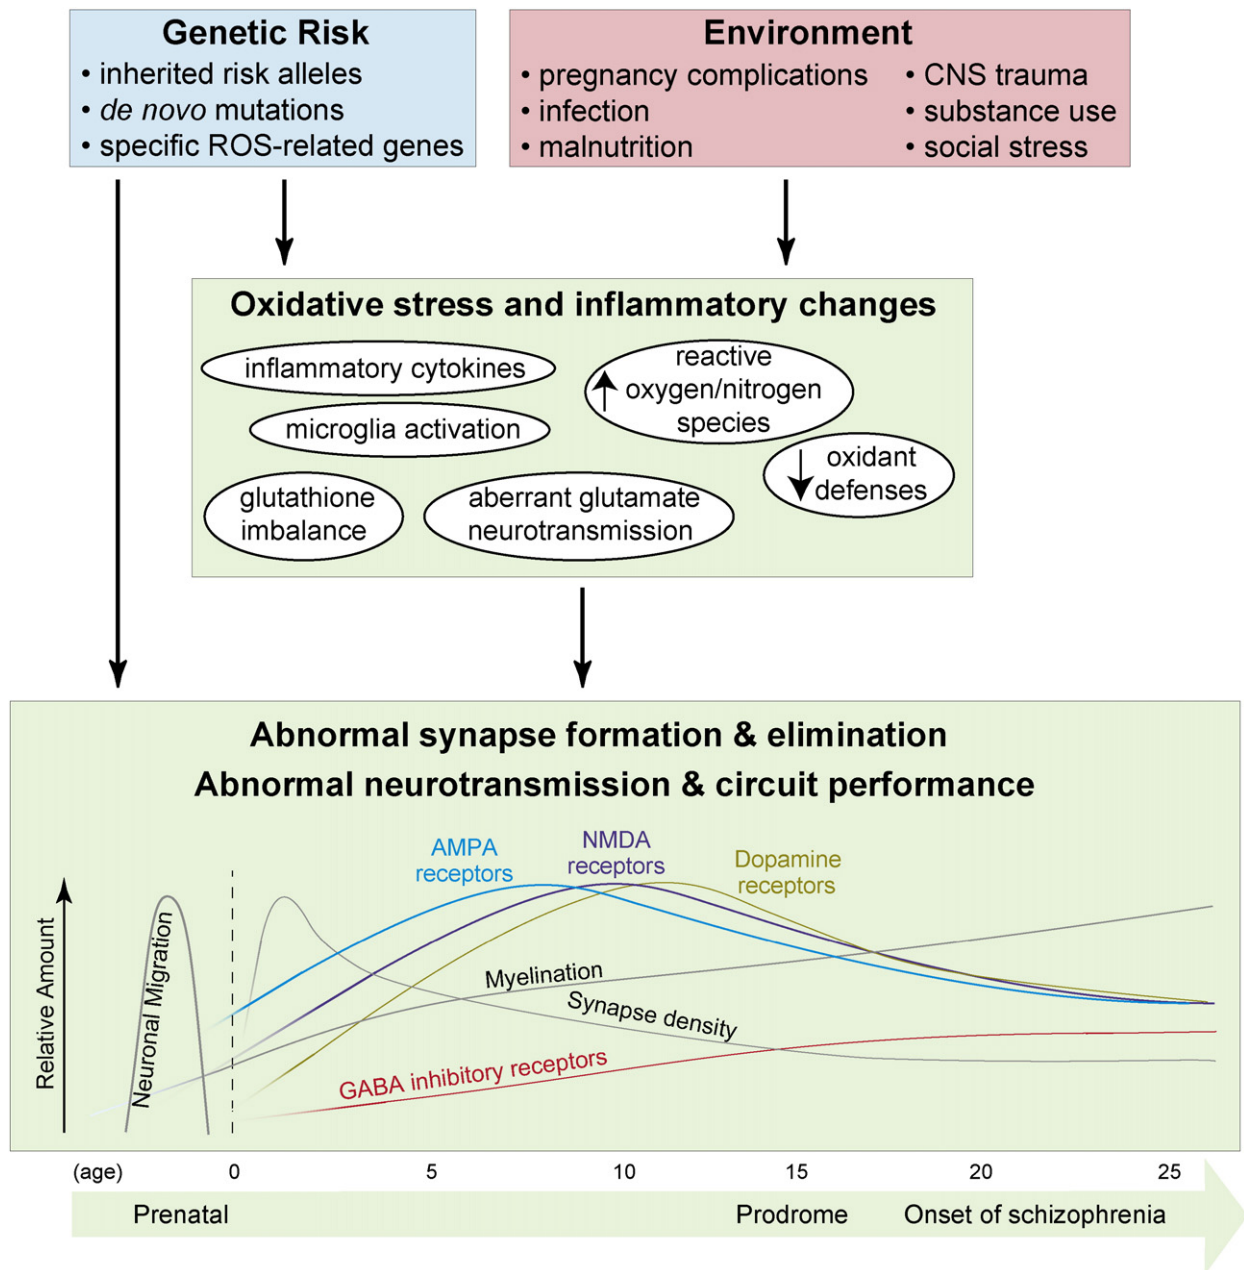 Genetic Risk
• inherited risk alleles
• de novo mutations
• specific ROS-related genes
Environment
• pregnancy complications
• infection
• malnutrition
• CNS trauma
• substance use
• social stress
Oxidative stress and inflammatory changes
inflammatory cytokines
microglia activation
glutathione
imbalance
aberrant glutamate
neurotransmission
reactive
oxygen/nitrogen
species
oxidant
defenses
Abnormal synapse formation & elimination
Abnormal neurotransmission & circuit performance
AMPA
receptors
NMDA
receptors
Dopamine
receptors
Relative Amount
Neuronal Migration
Myelination
Synapse density
GABA inhibitory receptors
(age) 0 5 10 15 20 25
Prenatal Prodrome Onset of schizophrenia